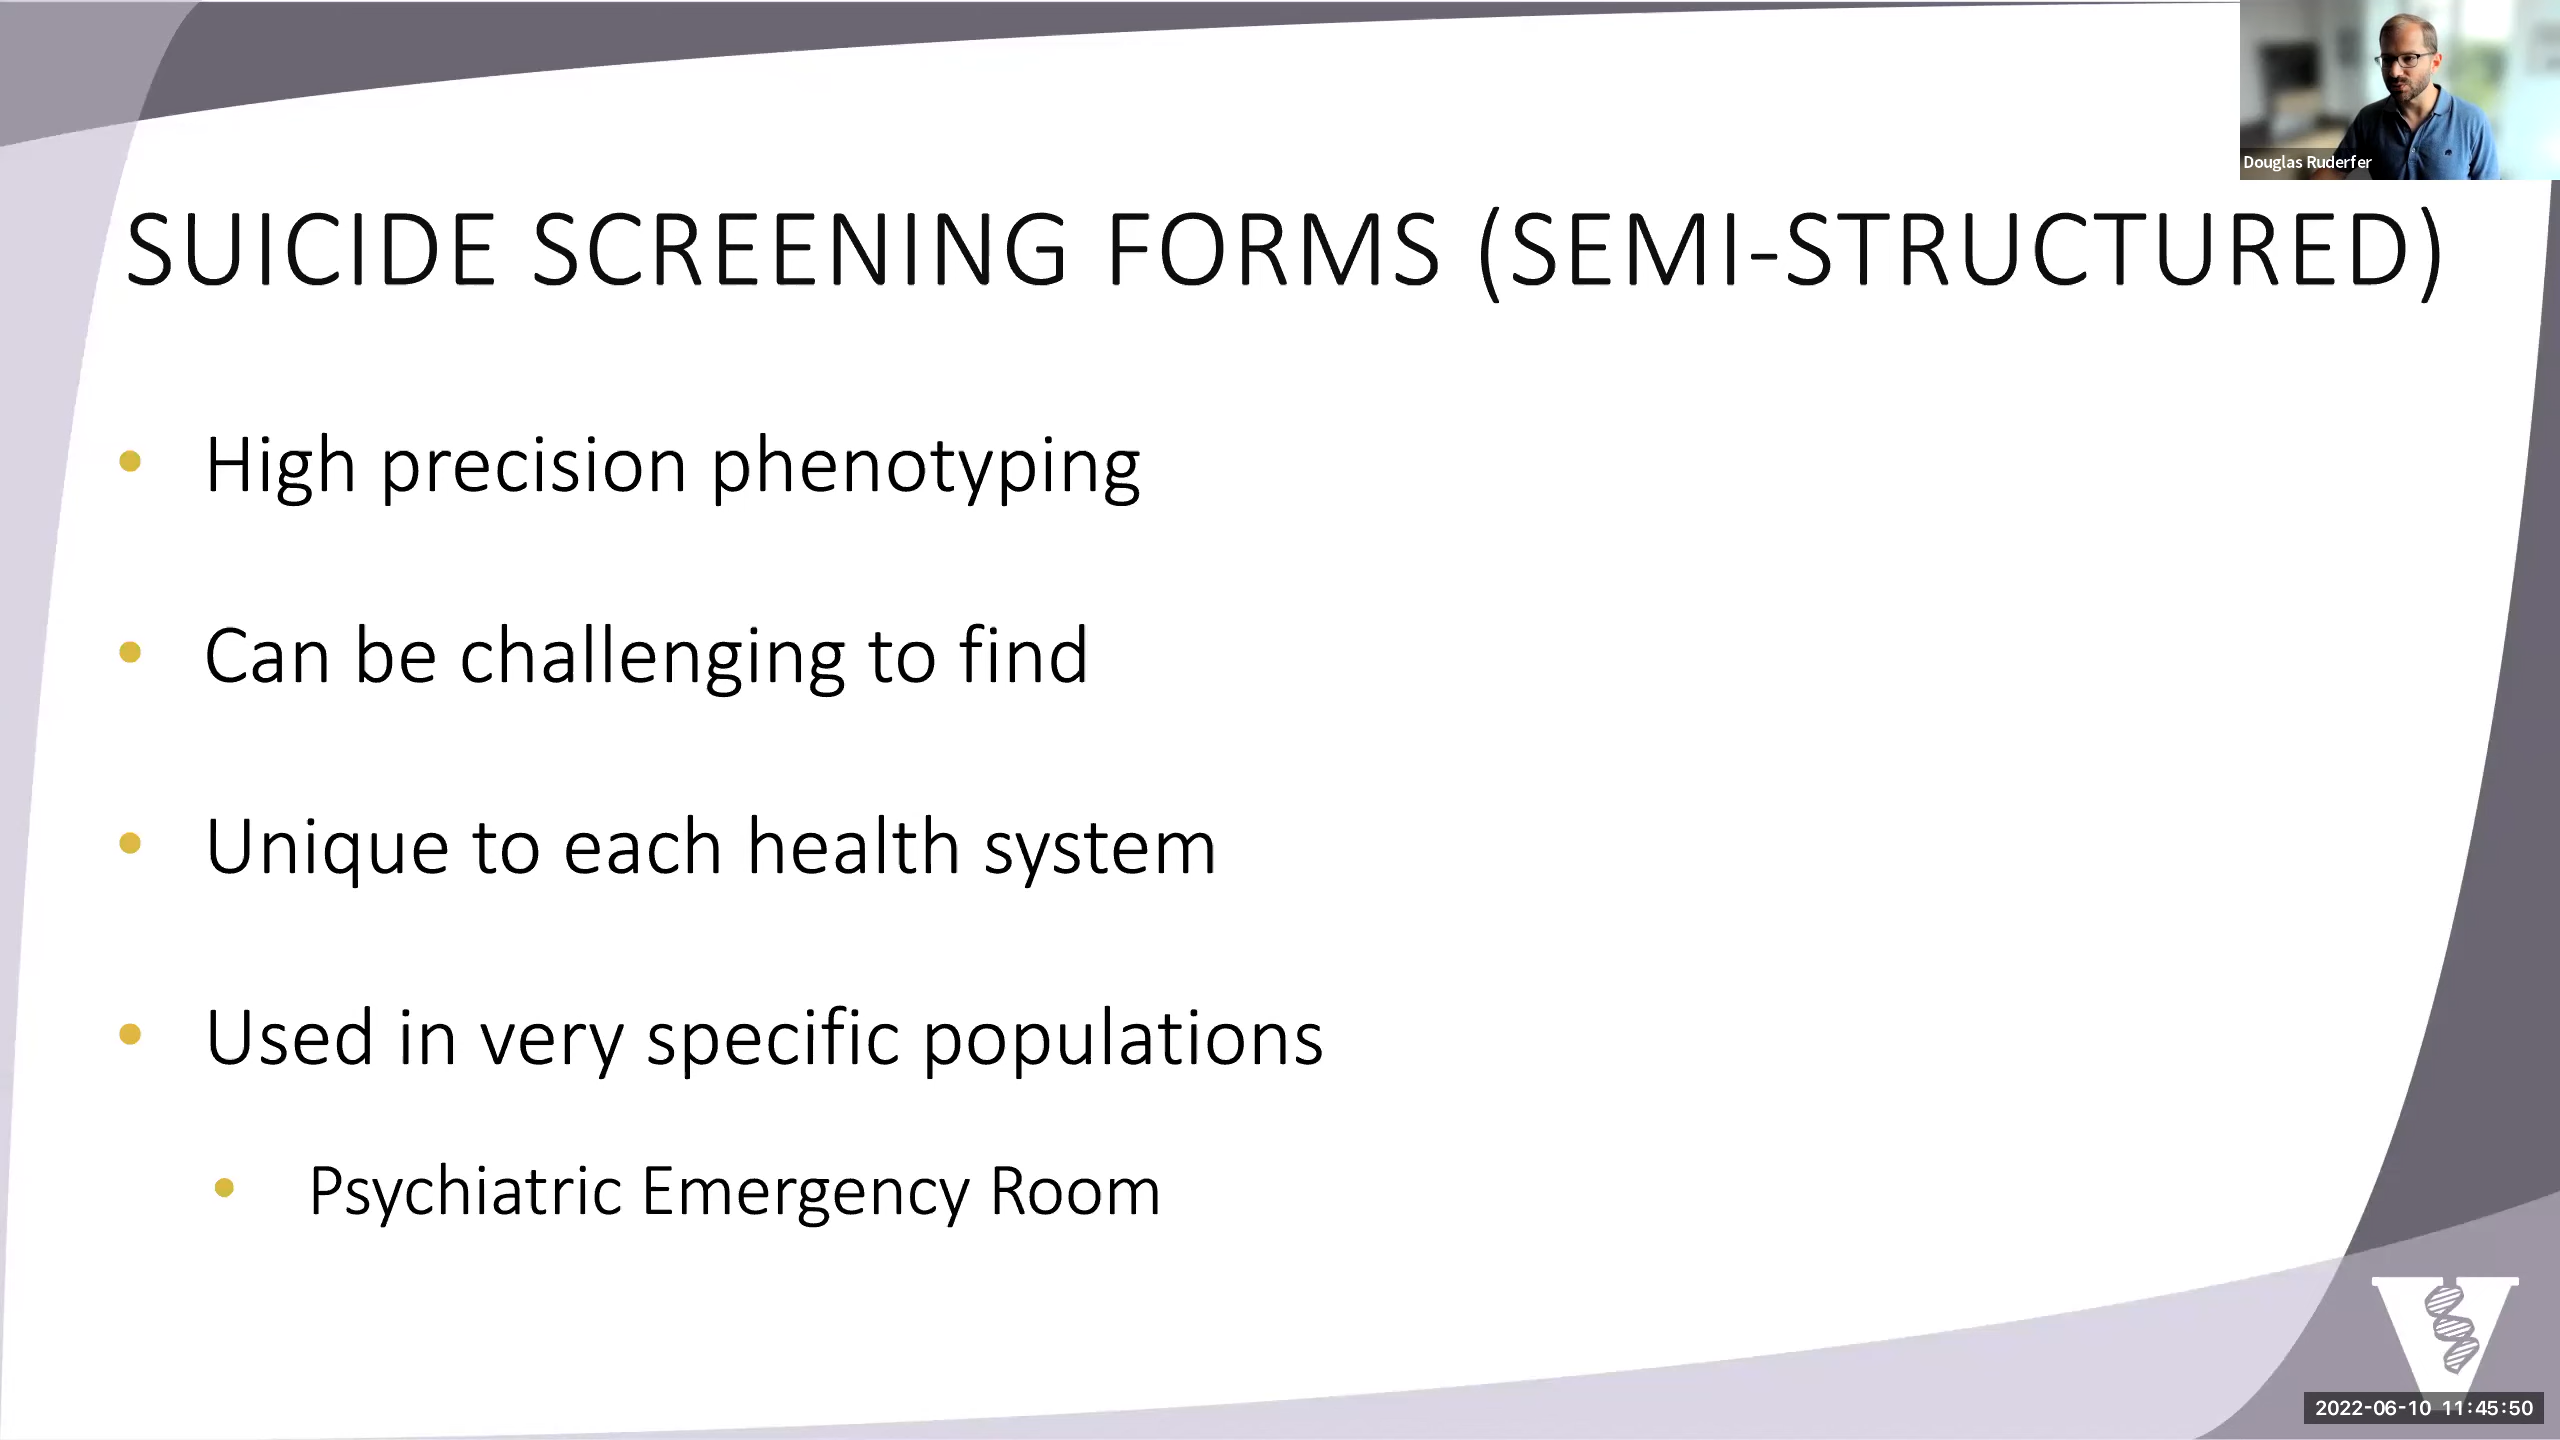 Douglas Ruderfer
SUICIDE SCREENING FORMS (SEMI-STRUCTURED)
• High precision phenotyping
• Can be challenging to find
• Unique to each health system
• Used in very specific populations
• Psychiatric Emergency Room
V
2022-06-10 11:45:50